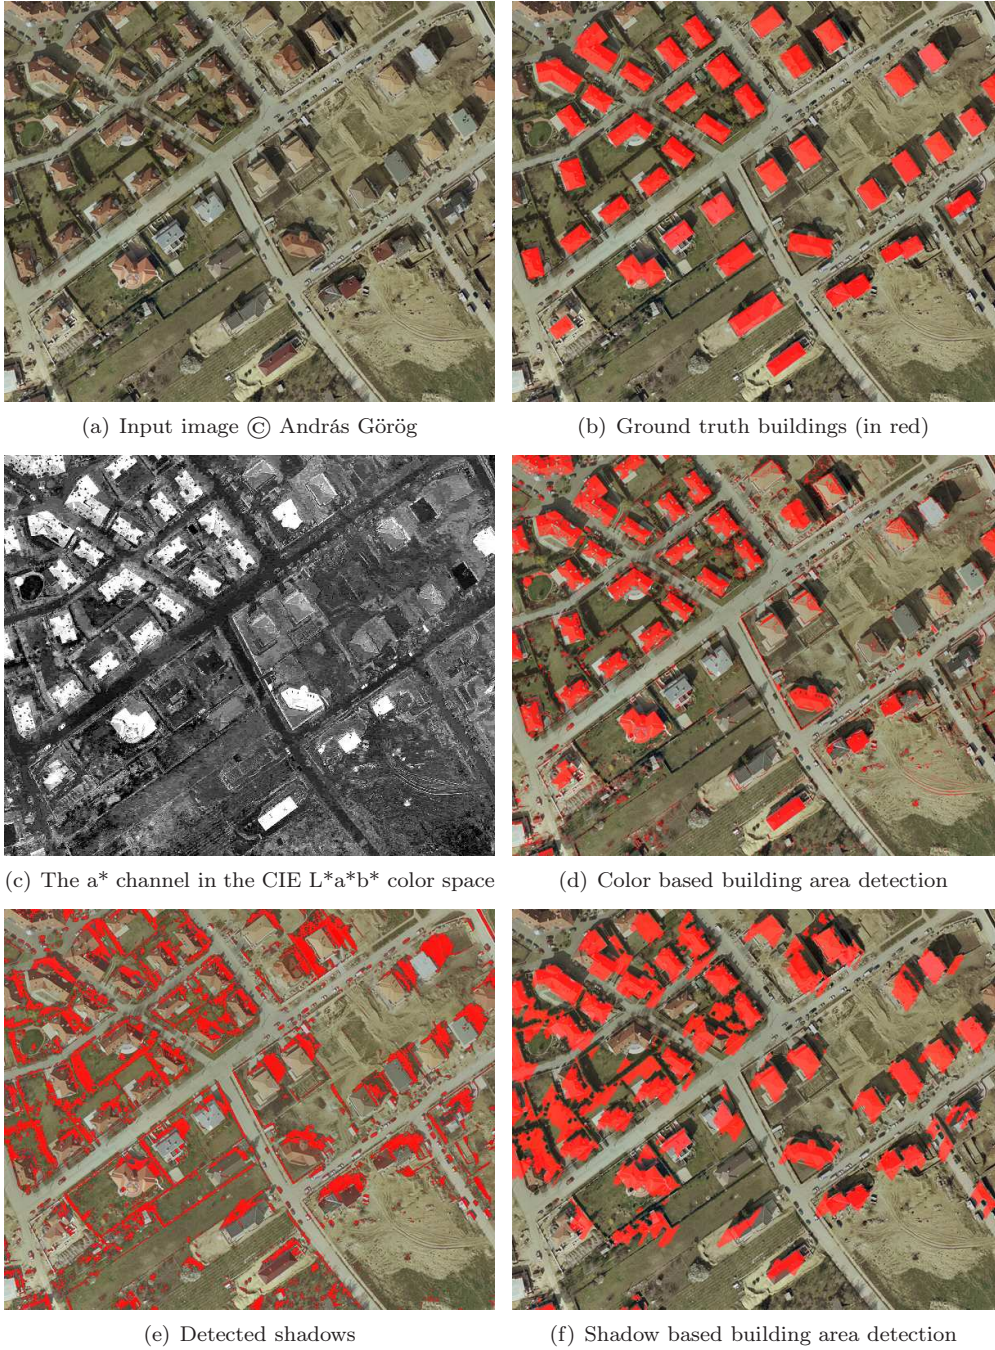 (a) Input image © András Görög
(b) Ground truth buildings (in red)
(c) The a* channel in the CIE L*a*b* color space
(d) Color based building area detection
(e) Detected shadows
(f) Shadow based building area detection